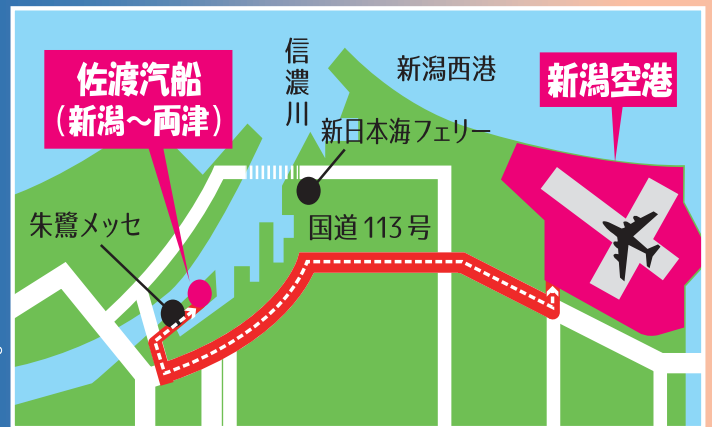 佐渡汽船
（新潟～両津）
信濃川
新潟西港
新潟空港
新日本海フェリー
朱鷺メッセ
国道113号